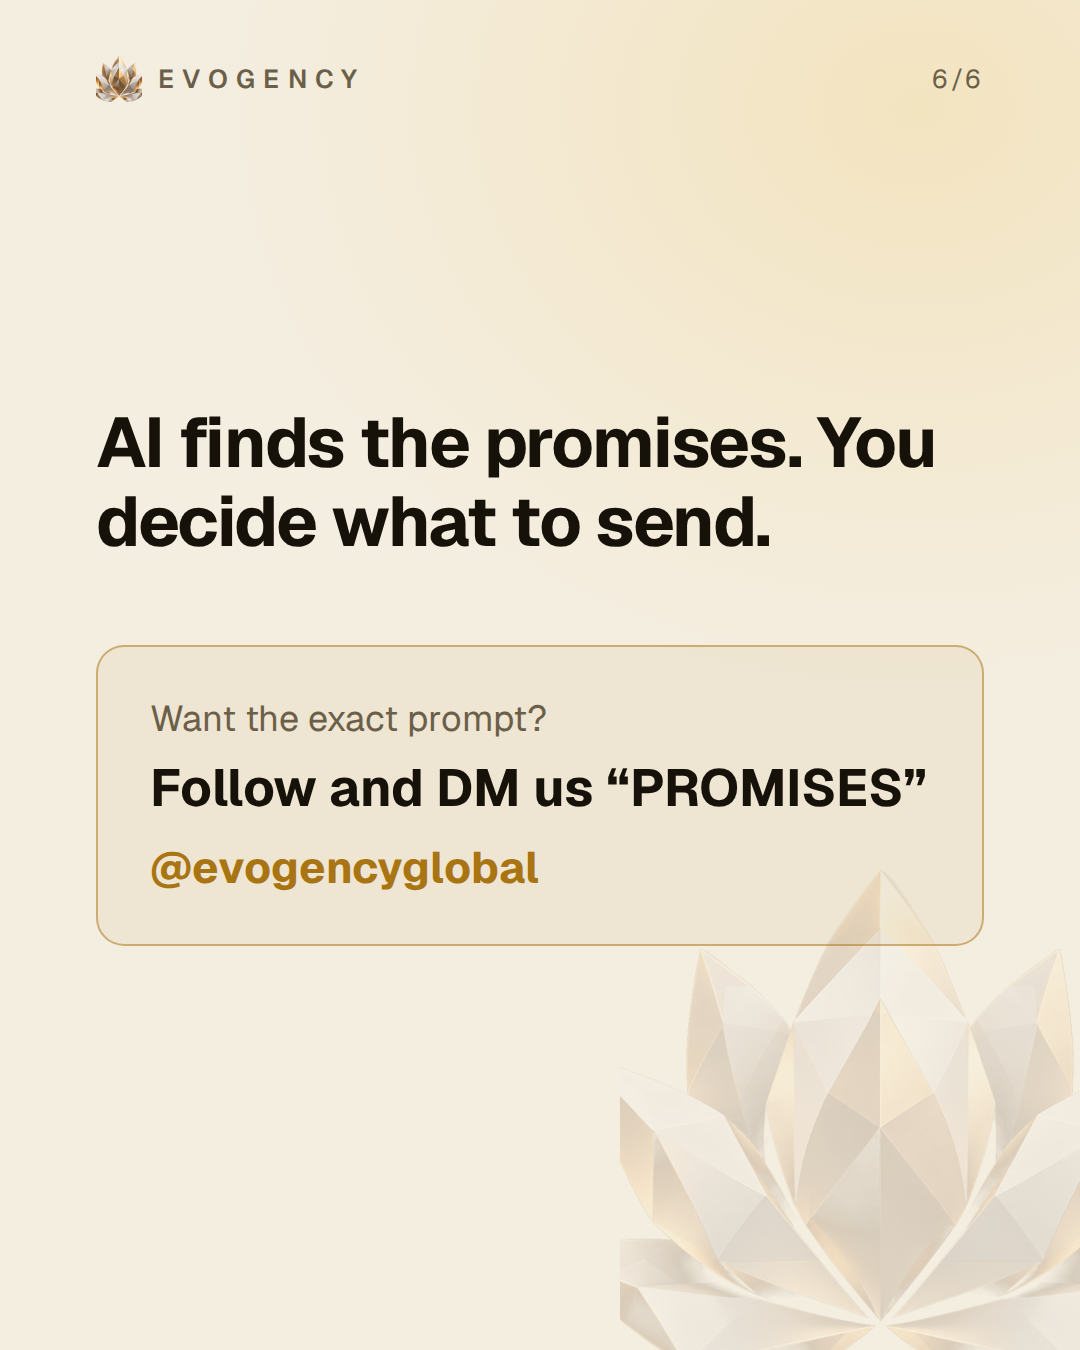 EVOGENCY
6/6
AI finds the promises. You
decide what to send.
Want the exact prompt?
Follow and DM us “PROMISES”
@evogencyglobal